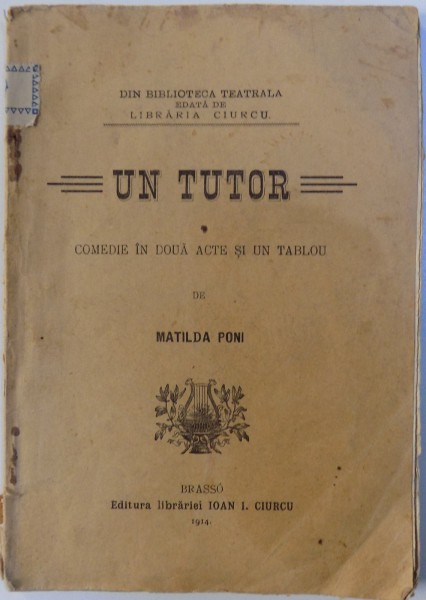 DIN BIBLIOTECA TEATRALA
EDATĂ DE
LIBRĂRIA CIURCU.
UN TUTOR
COMEDIE ÎN DOUĂ ACTE ȘI UN TABLOU
DE
MATILDA PONI
BRASSÓ
Editura librăriei IOAN I. CIURCU
1914.